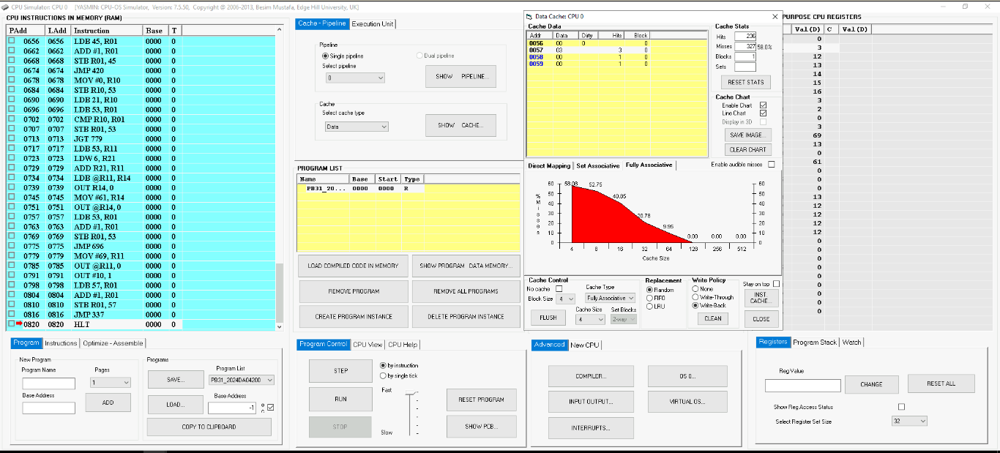 CPU Simulator: CPU 0 [YASMIN: CPU-OS Simulator, Version: 7.5.50, Copyright @ 2006-2013, Besim Mustafa, Edge Hill University, UK]
CPU INSTRUCTIONS IN MEMORY (RAM)
PAdd LAdd Instruction Base T
0656 0656 LDB 45, R01 0000 0
0662 0662 ADD #1, R01 0000 0
0668 0668 STB R01, 45 0000 0
0674 0674 JMP 420 0000 0
0678 0678 MOV #0, R10 0000 0
0684 0684 STB R10, 53 0000 0
0690 0690 LDB 21, R10 0000 0
0696 0696 LDB 53, R01 0000 0
0702 0702 CMP R10, R01 0000 0
0707 0707 STB R01, 53 0000 0
0713 0713 JGT 779 0000 0
0717 0717 LDB 53, R11 0000 0
0723 0723 LDW 6, R21 0000 0
0729 0729 ADD R21, R11 0000 0
0734 0734 LDB @R11, R14 0000 0
0739 0739 OUT R14, 0 0000 0
0745 0745 MOV #61, R14 0000 0
0751 0751 OUT @R14, 0 0000 0
0757 0757 LDB 53, R01 0000 0
0763 0763 ADD #1, R01 0000 0
0769 0769 STB R01, 53 0000 0
0775 0775 JMP 696 0000 0
0779 0779 MOV #69, R11 0000 0
0785 0785 OUT @R11, 0 0000 0
0791 0791 OUT #10, 1 0000 0
0798 0798 LDB 57, R01 0000 0
0804 0804 ADD #1, R01 0000 0
0810 0810 STB R01, 57 0000 0
0816 0816 JMP 337 0000 0
0820 0820 HLT 0000 0
Program Instructions Optimize - Assemble
New Program
Program Name Pages
1
Base Address
ADD
Programs
SAVE...
Program List
PB31_2024DA04200
LOAD...
Base Address
-1
COPY TO CLIPBOARD
Cache - Pipeline Execution Unit
Pipeline
Single pipeline Dual pipeline
Select pipeline
0
SHOW PIPELINE...
Cache
Select cache type
Data
SHOW CACHE...
PROGRAM LIST
Name Base Start Type
PB31_20... 0000 0000 R
LOAD COMPILED CODE IN MEMORY SHOW PROGRAM DATA MEMORY...
REMOVE PROGRAM REMOVE ALL PROGRAMS
CREATE PROGRAM INSTANCE DELETE PROGRAM INSTANCE
Program Control CPU View CPU Help
STEP
by instruction
by single tick
RUN
Fast
RESET PROGRAM
STOP
Slow
SHOW PCB...
Data Cache: CPU 0
Cache Data
Addr Data Dirty Hits Block
0056 00 0 0
0057 03 3 0
0058 00 1 0
0059 00 1 0
Cache Stats
Hits 236
Misses 327 58.0%
Blocks 1
Sets
RESET STATS
Cache Chart
Enable Chart
Line Chart
Display in 3D
SAVE IMAGE...
CLEAR CHART
Enable audible misses
Direct Mapping Set Associative Fully Associative
% Misses
60 50 40 30 20 10 0
58.08 52.75 40.85 20.78 9.95 0.00 0.00 0.00
60 50 40 30 20 10 0
4 8 16 32 64 128 256 512
Cache Size
Cache Control
No cache
Block Size 4
FLUSH
Cache Type
Fully Associative
Cache Size Set Blocks
4 2-way
Replacement
Random
FIFO
LRU
Write Policy
None
Write-Through
Write-Back
CLEAN
Stay on top
INST. CACHE...
CLOSE
Advanced New CPU
COMPILER... OS 0...
INPUT OUTPUT... VIRTUAL OS...
INTERRUPTS...
PURPOSE CPU REGISTERS
Val (D) C Val (D)
0
3
12
13
14
15
16
3
2
0
3
69
13
0
61
0
0
0
13
12
12
12
12
0
0
0
0
0
0
0
0
0
Registers Program Stack Watch
Reg Value
CHANGE
RESET ALL
Show Reg Access Status
Select Register Set Size 32